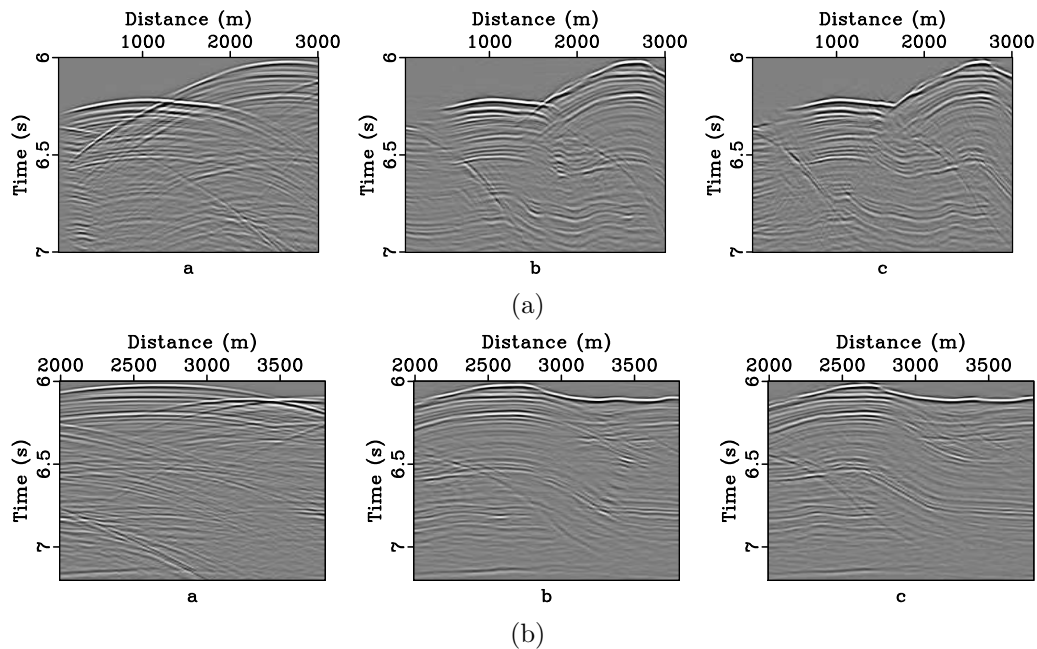 Distance (m) Distance (m) Distance (m)
1000 2000 3000 1000 2000 3000 1000 2000 3000
Time (s) 6 6.5 7 Time (s) 6 6.5 7 Time (s) 6 6.5 7
a b c
(a)
Distance (m) Distance (m) Distance (m)
2000 2500 3000 3500 2000 2500 3000 3500 2000 2500 3000 3500
Time (s) 6 6.5 7 Time (s) 6 6.5 7 Time (s) 6 6.5 7
a b c
(b)